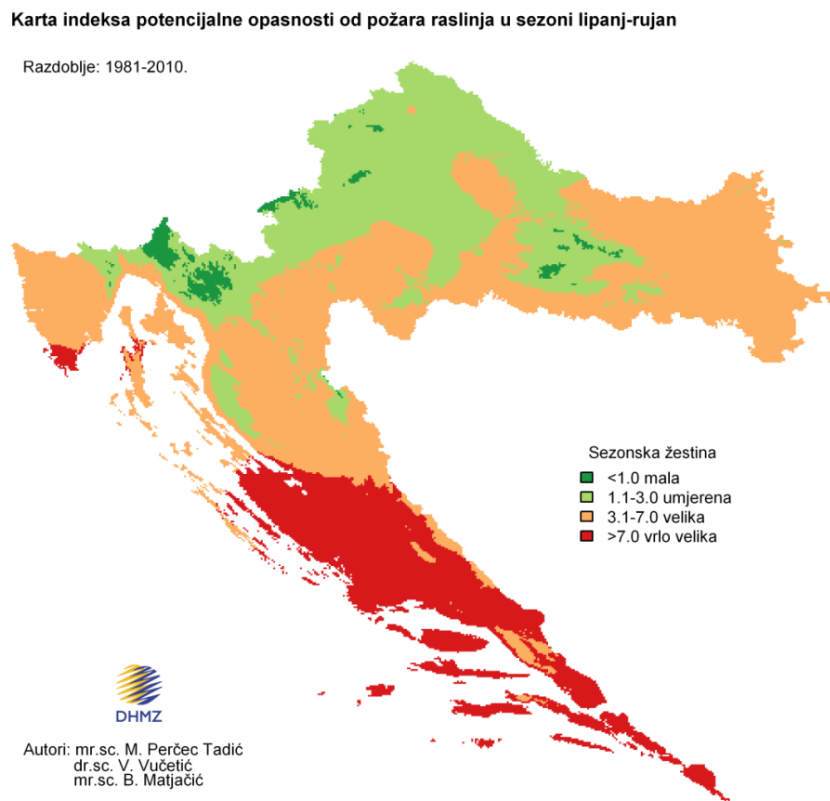 Karta indeksa potencijalne opasnosti od požara raslinja u sezoni lipanj-rujan
Razdoblje: 1981-2010.
Sezonska žestina
<1.0 mala
1.1-3.0 umjerena
3.1-7.0 velika
>7.0 vrlo velika
DHMZ
Autori: mr.sc. M. Perčec Tadić
dr.sc. V. Vučetić
mr.sc. B. Matjačić